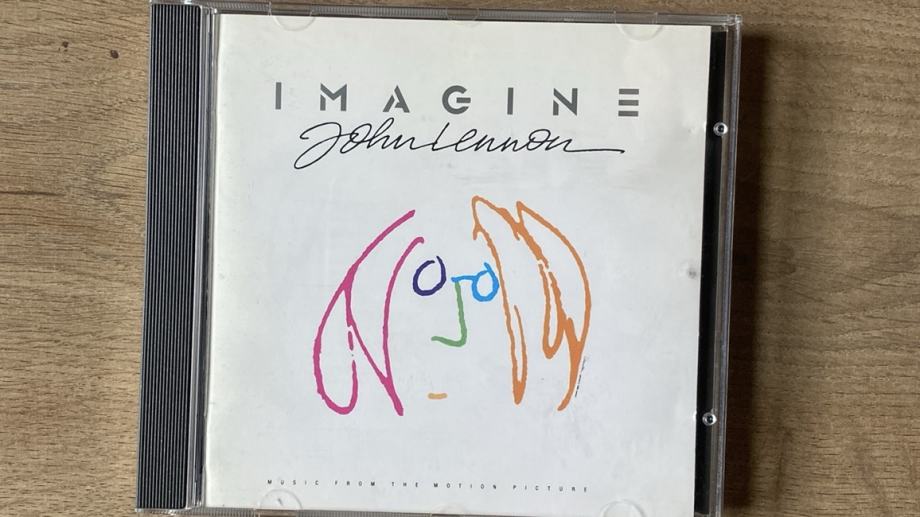 IMAGINE
John Lennon
MUSIC FROM THE MOTION PICTURE